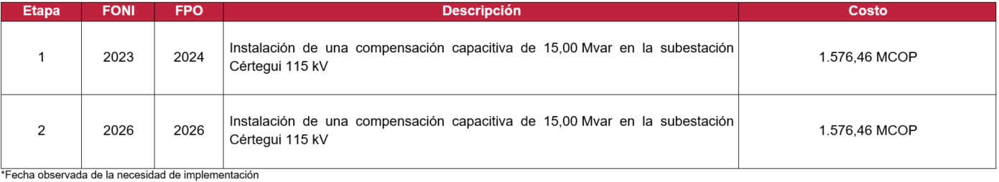 Etapa FONI FPO Descripción Costo
1 2023 2024 Instalación de una compensación capacitiva de 15,00 Mvar en la subestación 1.576,46 MCOP
Cértegui 115 kV
2 2026 2026 Instalación de una compensación capacitiva de 15,00 Mvar en la subestación 1.576,46 MCOP
Cértegui 115 kV
*Fecha observada de la necesidad de implementación